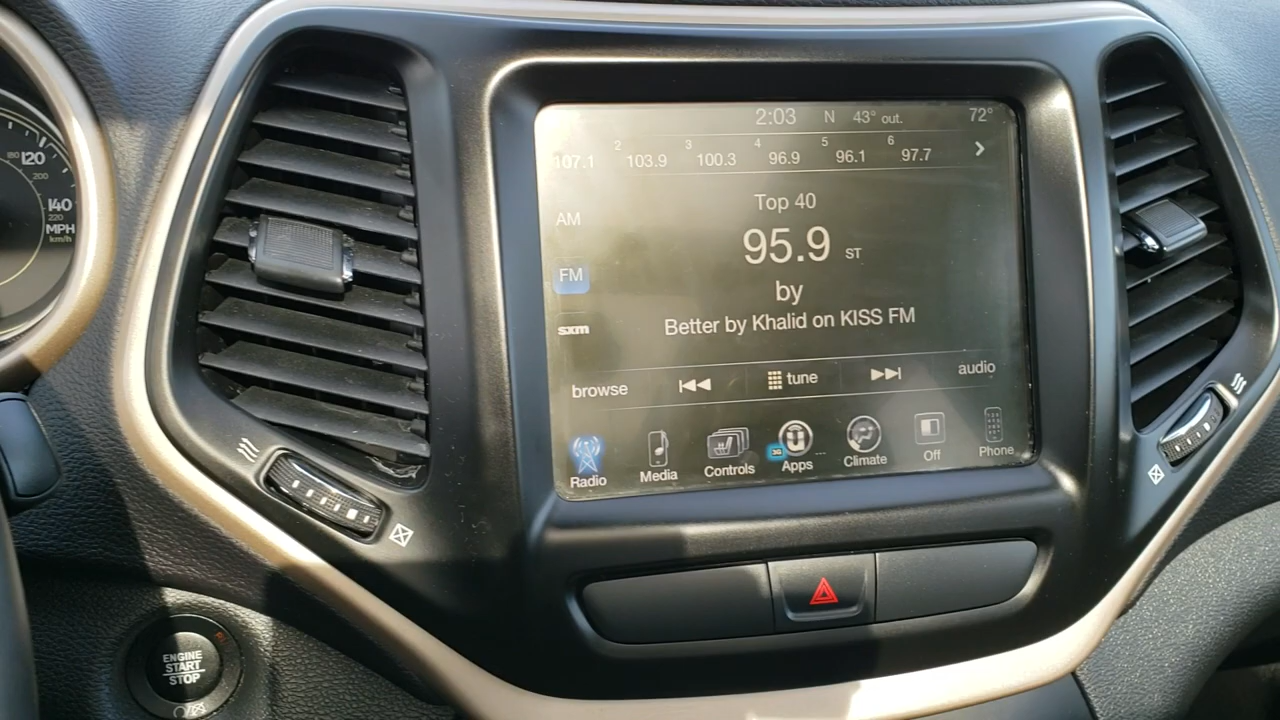 2:03 N 43° out. 72°
107.1 2 103.9 3 100.3 4 96.9 5 96.1 6 97.7
Top 40
AM
95.9 ST
FM
by
sxm
Better by Khalid on KISS FM
browse tune audio
Radio Media Controls 3G Apps Climate Off Phone
120
180
200
140
220
MPH
km/h
ENGINE
START
STOP